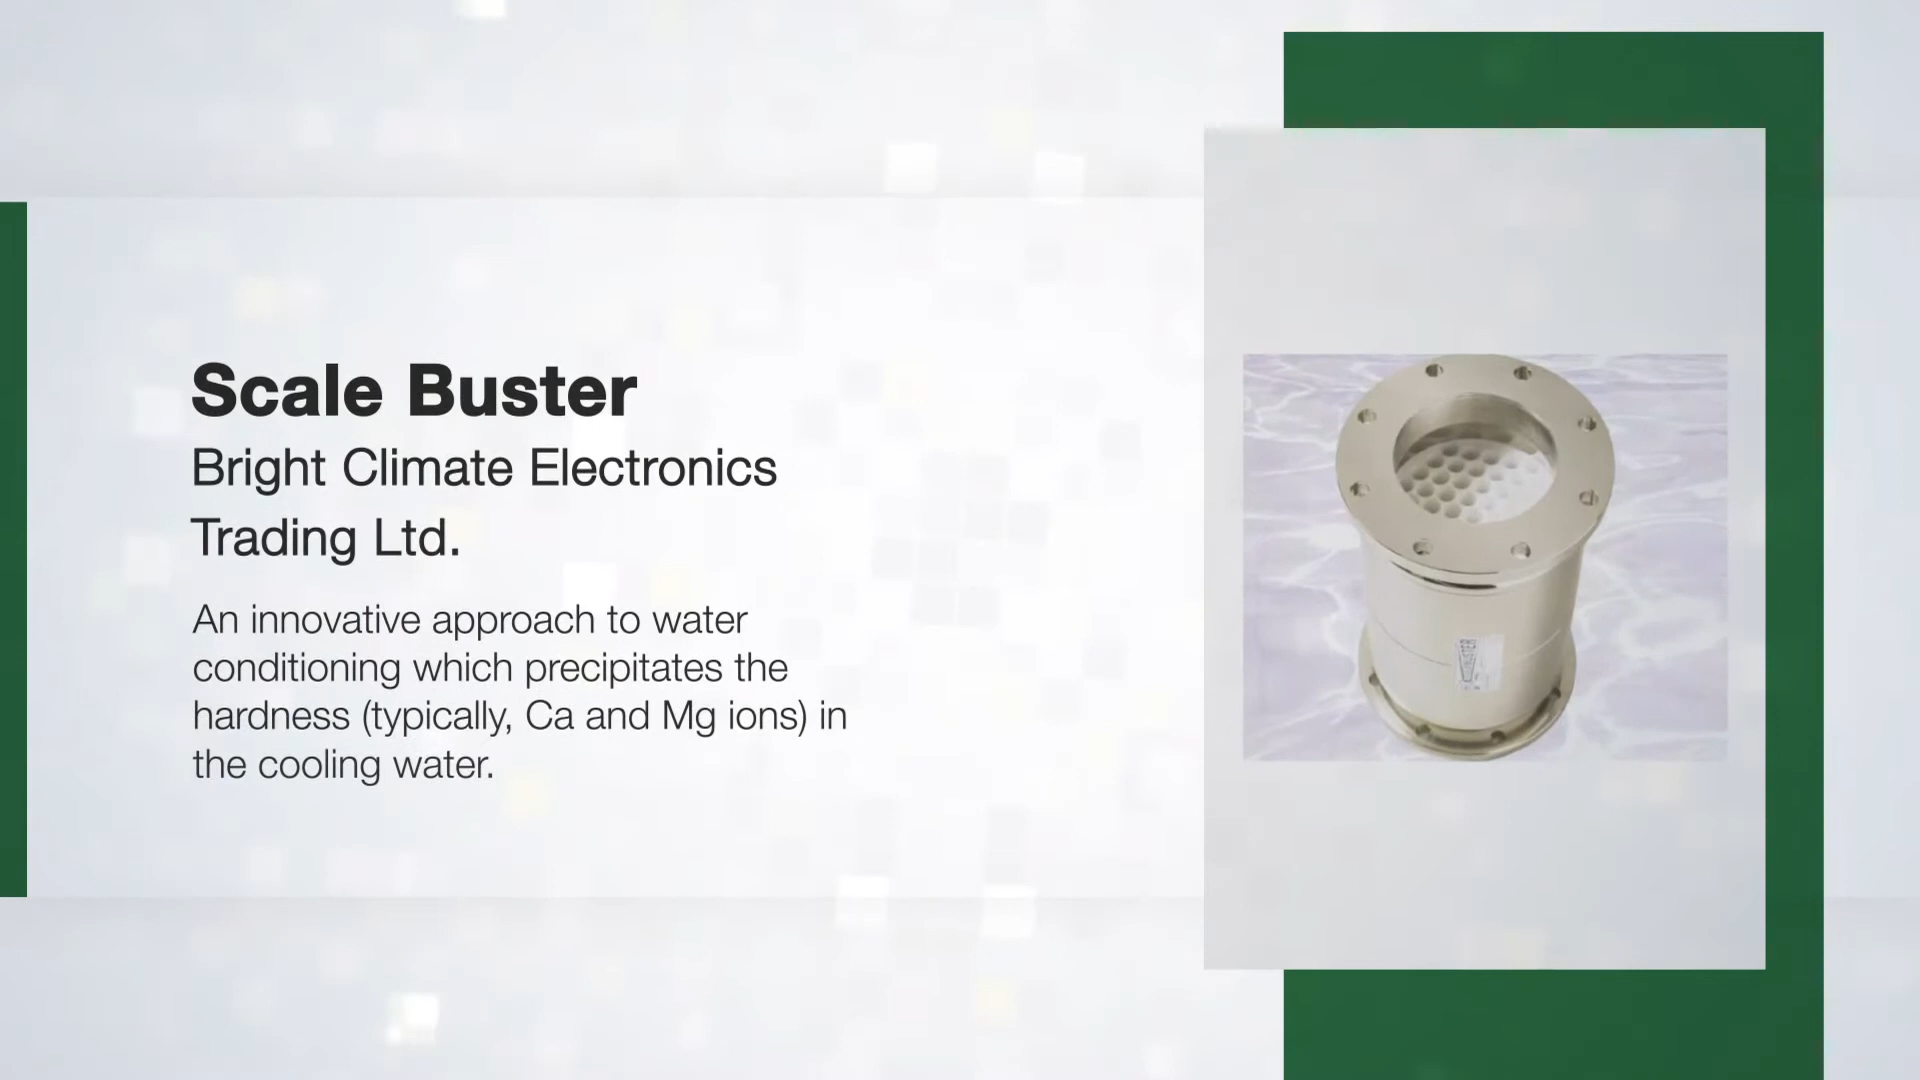 Scale Buster
Bright Climate Electronics
Trading Ltd.
An innovative approach to water
conditioning which precipitates the
hardness (typically, Ca and Mg ions) in
the cooling water.